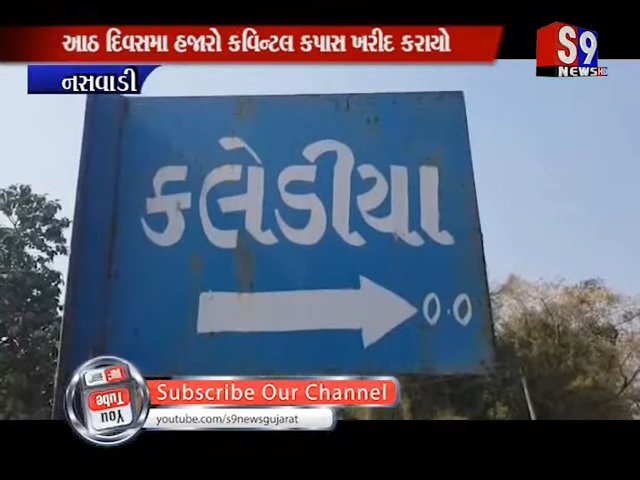 આઠ દિવસમા હજારો કવિન્ટલ કપાસ ખરીદ કરાયો
S9
NEWS HD
નસવાડી
કલેડીયા
0.0
You Tube
Subscribe Our Channel
youtube.com/s9newsgujarat